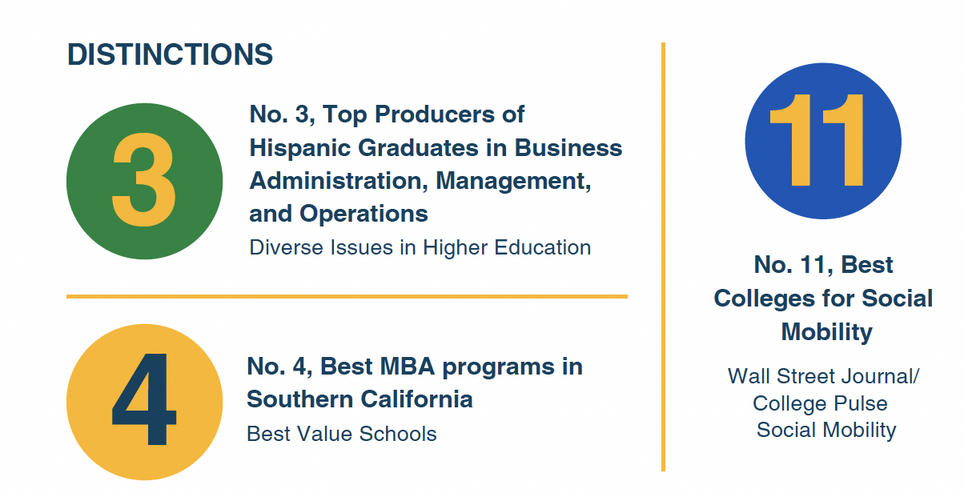 DISTINCTIONS
3
No. 3, Top Producers of
Hispanic Graduates in Business
Administration, Management,
and Operations
Diverse Issues in Higher Education
4
No. 4, Best MBA programs in
Southern California
Best Value Schools
11
No. 11, Best
Colleges for Social
Mobility
Wall Street Journal/
College Pulse
Social Mobility